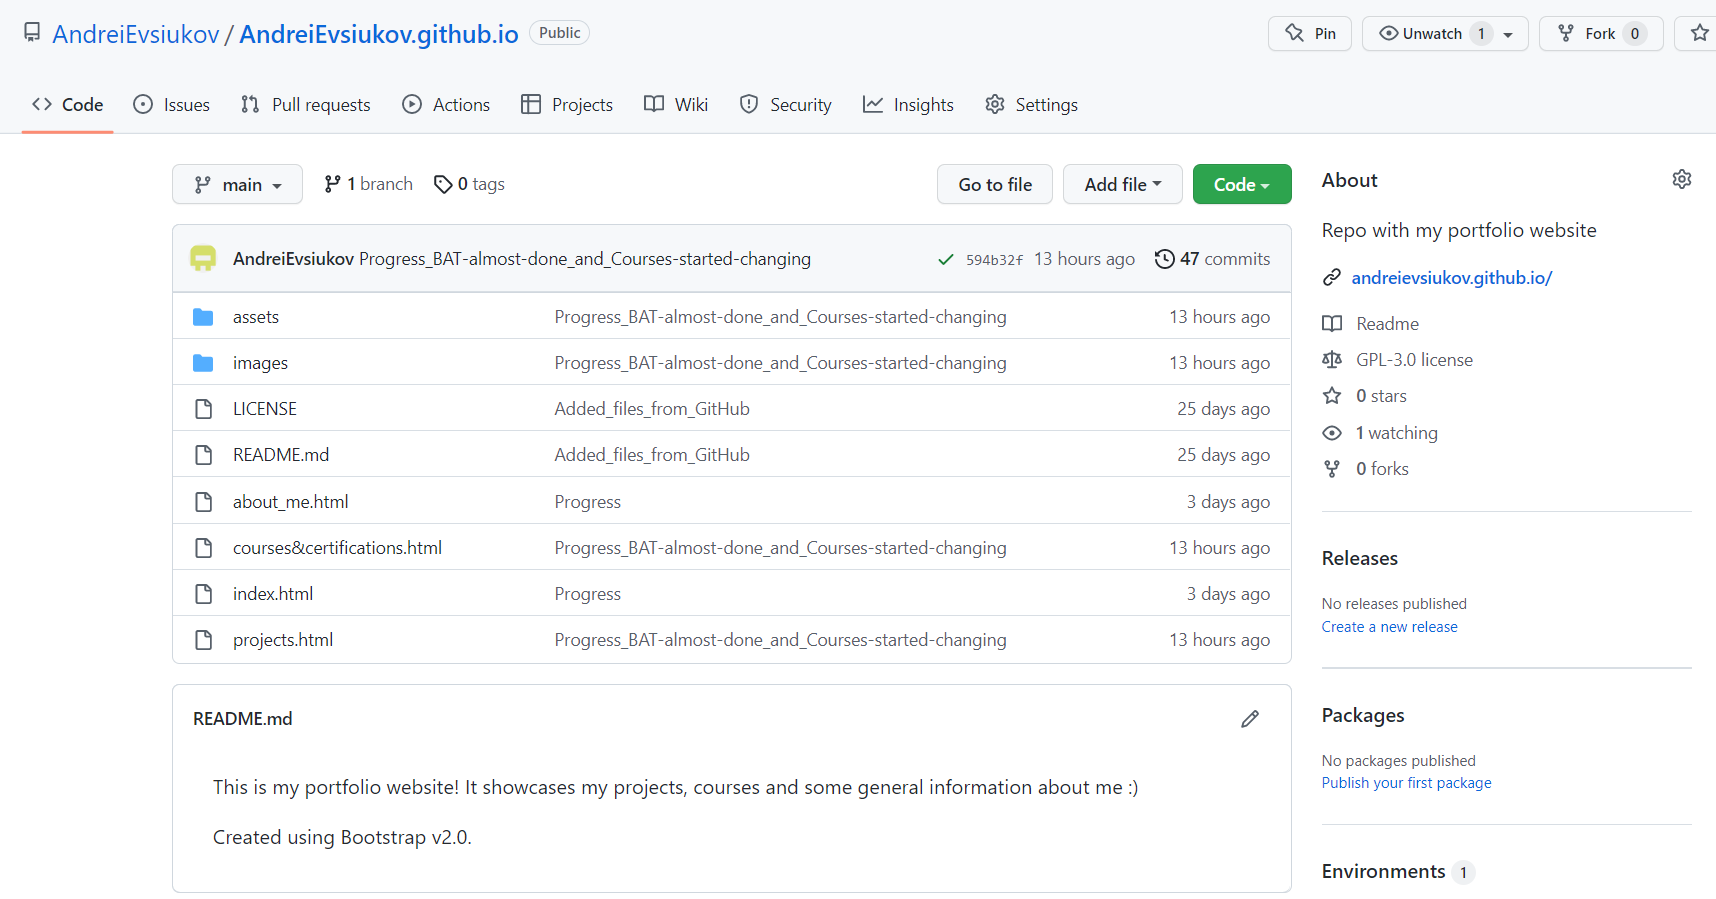 AndreiEvsiukov / AndreiEvsiukov.github.io Public
Pin Unwatch 1 Fork 0
Code Issues Pull requests Actions Projects Wiki Security Insights Settings
main 1 branch 0 tags Go to file Add file Code
AndreiEvsiukov Progress_BAT-almost-done_and_Courses-started-changing 594b32f 13 hours ago 47 commits
assets Progress_BAT-almost-done_and_Courses-started-changing 13 hours ago
images Progress_BAT-almost-done_and_Courses-started-changing 13 hours ago
LICENSE Added_files_from_GitHub 25 days ago
README.md Added_files_from_GitHub 25 days ago
about_me.html Progress 3 days ago
courses&certifications.html Progress_BAT-almost-done_and_Courses-started-changing 13 hours ago
index.html Progress 3 days ago
projects.html Progress_BAT-almost-done_and_Courses-started-changing 13 hours ago
README.md
This is my portfolio website! It showcases my projects, courses and some general information about me :)
Created using Bootstrap v2.0.
About
Repo with my portfolio website
andreievsiukov.github.io/
Readme
GPL-3.0 license
0 stars
1 watching
0 forks
Releases
No releases published
Create a new release
Packages
No packages published
Publish your first package
Environments 1